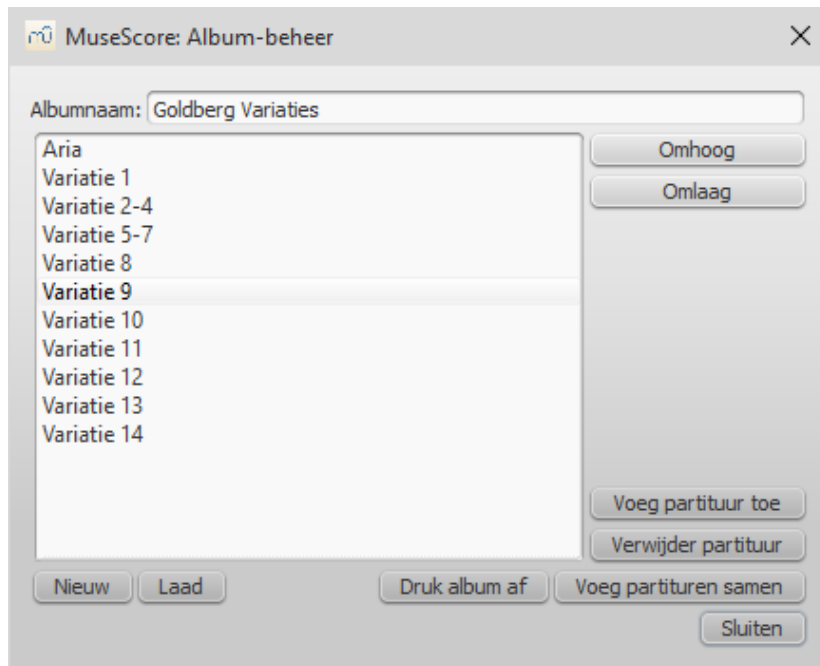 MuseScore: Album-beheer
Albumnaam: Goldberg Variaties
Aria
Variatie 1
Variatie 2-4
Variatie 5-7
Variatie 8
Variatie 9
Variatie 10
Variatie 11
Variatie 12
Variatie 13
Variatie 14
Omhoog
Omlaag
Voeg partituur toe
Verwijder partituur
Nieuw Laad Druk album af Voeg partituren samen
Sluiten